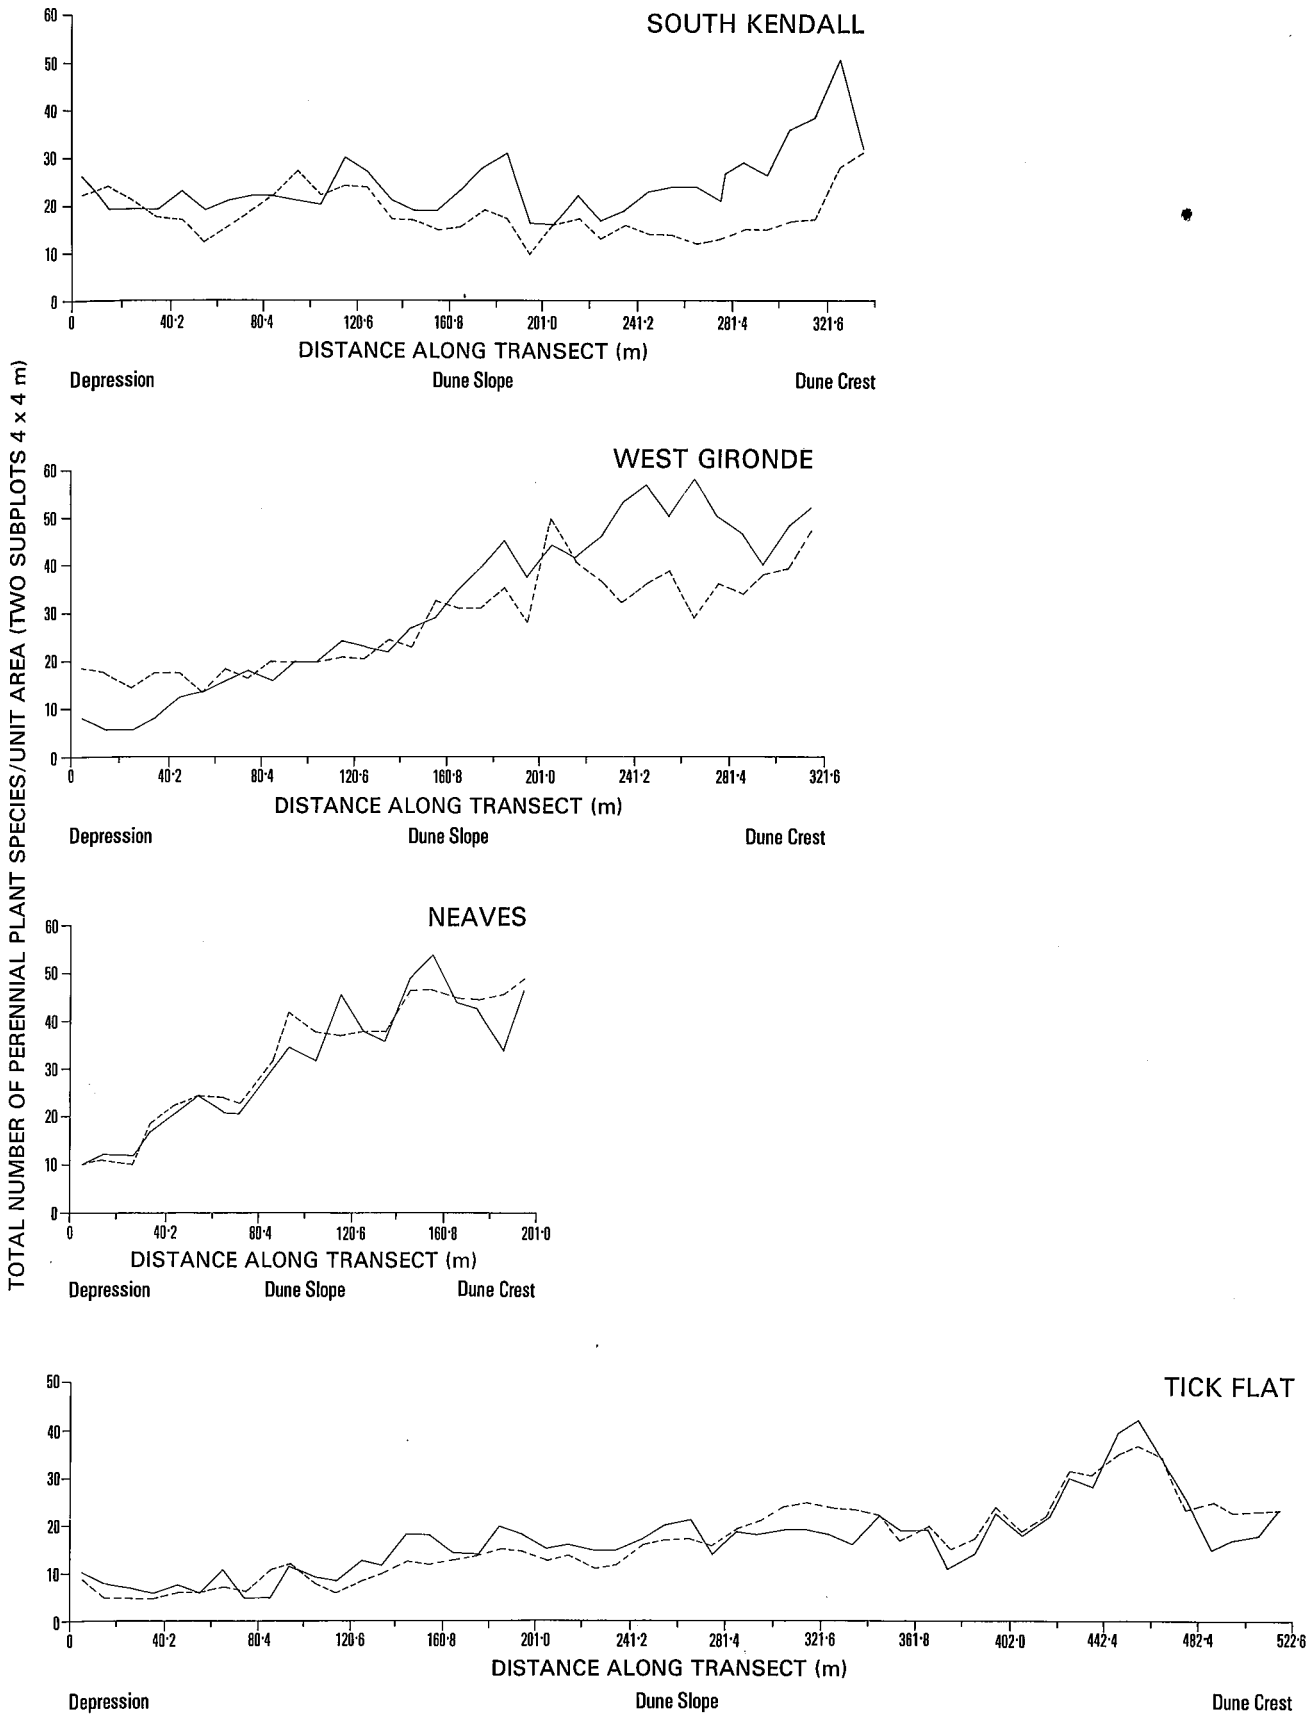 TOTAL NUMBER OF PERENNIAL PLANT SPECIES/UNIT AREA (TWO SUBPLOTS 4 x 4 m)
SOUTH KENDALL
60
50
40
30
20
10
0
0 40·2 80·4 120·6 160·8 201·0 241·2 281·4 321·6
DISTANCE ALONG TRANSECT (m)
Depression Dune Slope Dune Crest
WEST GIRONDE
60
50
40
30
20
10
0
0 40·2 80·4 120·6 160·8 201·0 241·2 281·4 321·6
DISTANCE ALONG TRANSECT (m)
Depression Dune Slope Dune Crest
NEAVES
60
50
40
30
20
10
0
0 40·2 80·4 120·6 160·8 201·0
DISTANCE ALONG TRANSECT (m)
Depression Dune Slope Dune Crest
TICK FLAT
50
40
30
20
10
0
0 40·2 80·4 120·6 160·8 201·0 241·2 281·4 321·6 361·8 402·0 442·4 482·4 522·6
DISTANCE ALONG TRANSECT (m)
Depression Dune Slope Dune Crest